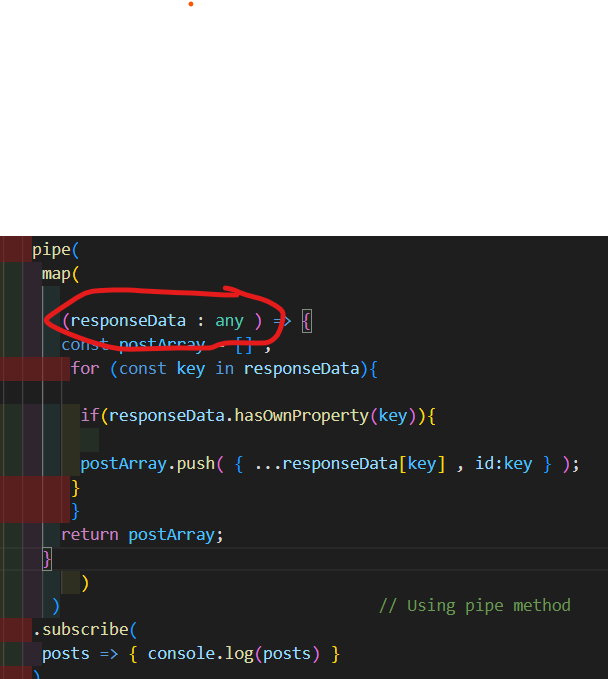 pipe(
map(
(responseData : any ) => {
const postArray = [] ;
for (const key in responseData){
if(responseData.hasOwnProperty(key)){
postArray.push( { ...responseData[key] , id:key } );
}
}
return postArray;
}
)
) // Using pipe method
.subscribe(
posts => { console.log(posts) }
)